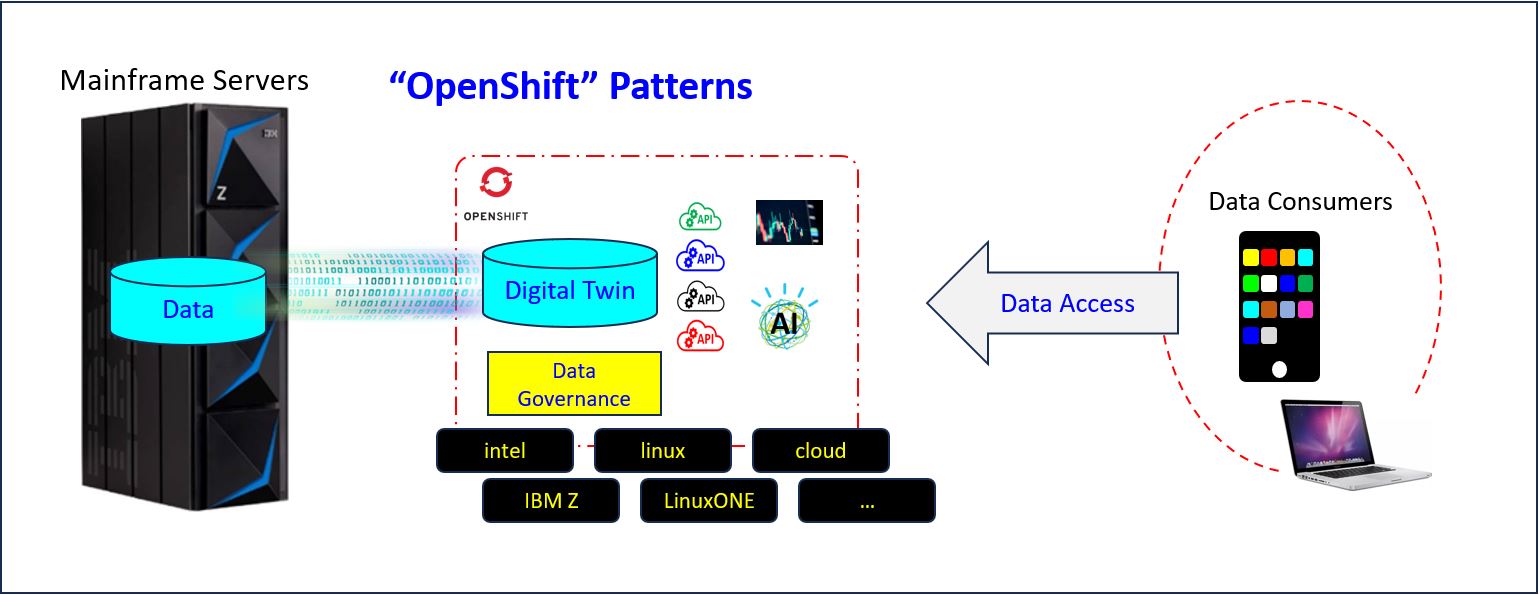 Mainframe Servers
“OpenShift” Patterns
IBM
Z
OPENSHIFT
Data Consumers
API
API
API
API
Data
Digital Twin
AI
Data Access
Data
Governance
intel
linux
cloud
IBM Z
LinuxONE
...